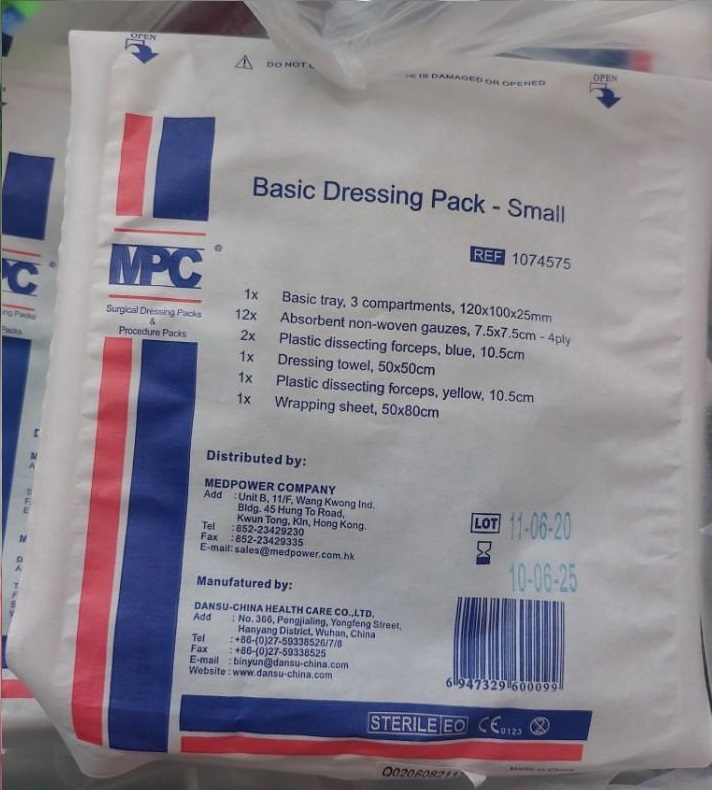 OPEN
DO NOT
IS DAMAGED OR OPENED
OPEN
Basic Dressing Pack - Small
REF 1074575
MPC ®
Surgical Dressing Packs
&
Procedure Packs
1x Basic tray, 3 compartments, 120x100x25mm
12x Absorbent non-woven gauzes, 7.5x7.5cm - 4ply
2x Plastic dissecting forceps, blue, 10.5cm
1x Dressing towel, 50x50cm
1x Plastic dissecting forceps, yellow, 10.5cm
1x Wrapping sheet, 50x80cm
Distributed by:
MEDPOWER COMPANY
Add : Unit B, 11/F, Wang Kwong Ind.
Bldg. 45 Hung To Road,
Kwun Tong, Kln, Hong Kong.
Tel : 852-23429230
Fax : 852-23429335
E-mail: sales@medpower.com.hk
LOT 11-06-20
10-06-25
Manufatured by:
DANSU-CHINA HEALTH CARE CO.,LTD.
Add : No. 366, Pengjialing, Yongfeng Street,
Hanyang District, Wuhan, China
Tel : +86-(0)27-59338526/7/8
Fax : +86-(0)27-59338525
E-mail : binyun@dansu-china.com
Website : www.dansu-china.com
6 947329 600099
STERILE EO CE 0123
Made in China